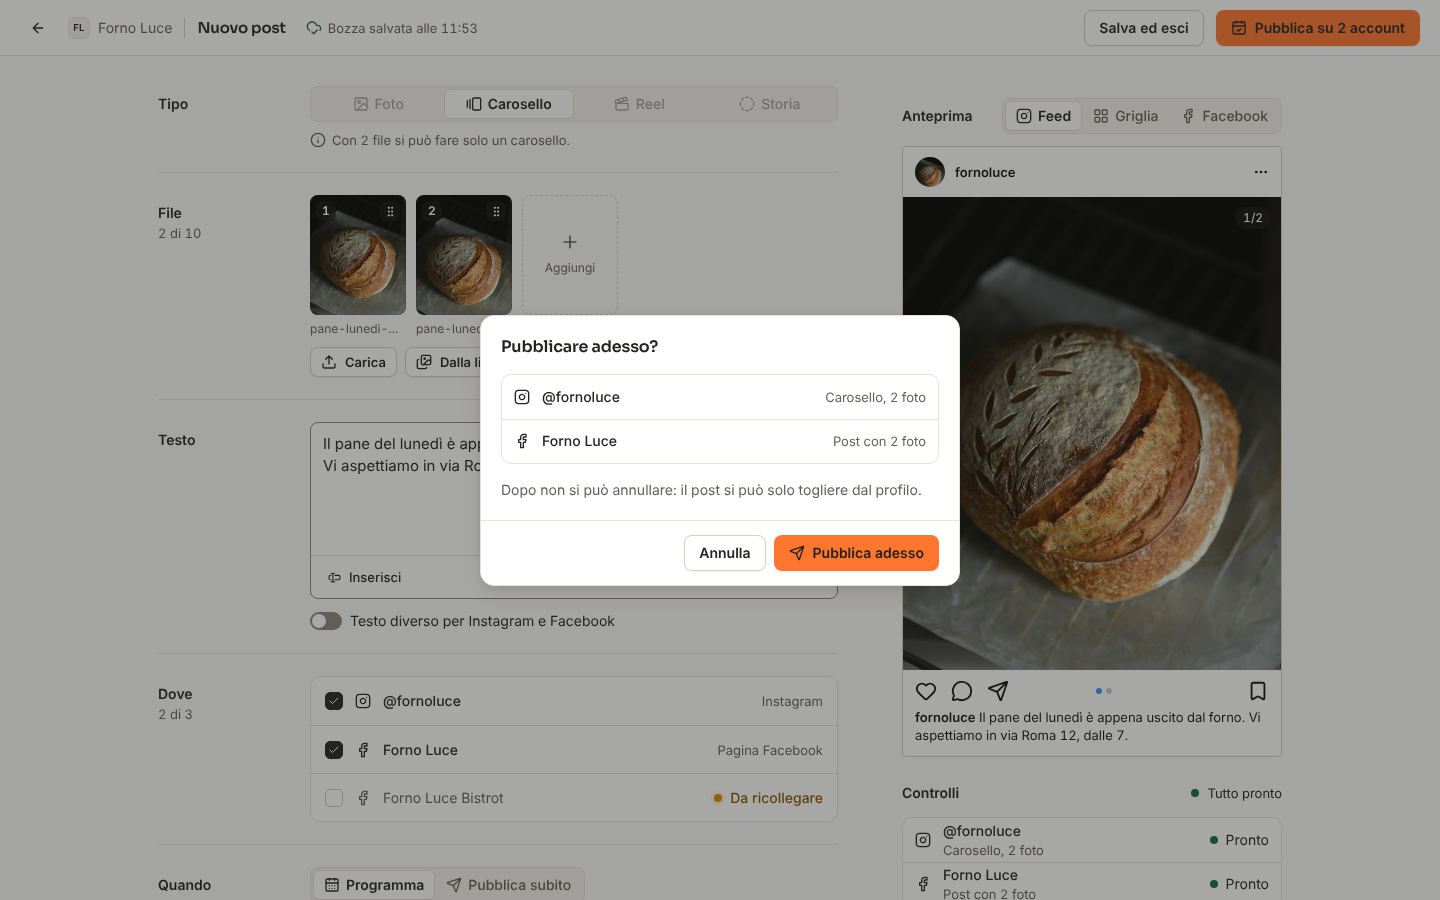 FL Forno Luce Nuovo post Bozza salvata alle 11:53 Salva ed esci Pubblica su 2 account
Tipo
Foto Carosello Reel Storia
Con 2 file si può fare solo un carosello.
File
2 di 10
1 2
Aggiungi
pane-lunedi-...
Carica
Testo
Il pane del lunedì è
Vi aspettiamo in via
Inserisci
Testo diverso per Instagram e Facebook
Dove
2 di 3
@fornoluce Instagram
Forno Luce Pagina Facebook
Forno Luce Bistrot Da ricollegare
Quando
Programma Pubblica subito
Pubblicare adesso?
@fornoluce Carosello, 2 foto
Forno Luce Post con 2 foto
Dopo non si può annullare: il post si può solo togliere dal profilo.
Annulla Pubblica adesso
Anteprima Feed Griglia Facebook
fornoluce
1/2
fornoluce Il pane del lunedì è appena uscito dal forno. Vi
aspettiamo in via Roma 12, dalle 7.
Controlli Tutto pronto
@fornoluce
Carosello, 2 foto
Pronto
Forno Luce
Post con 2 foto
Pronto